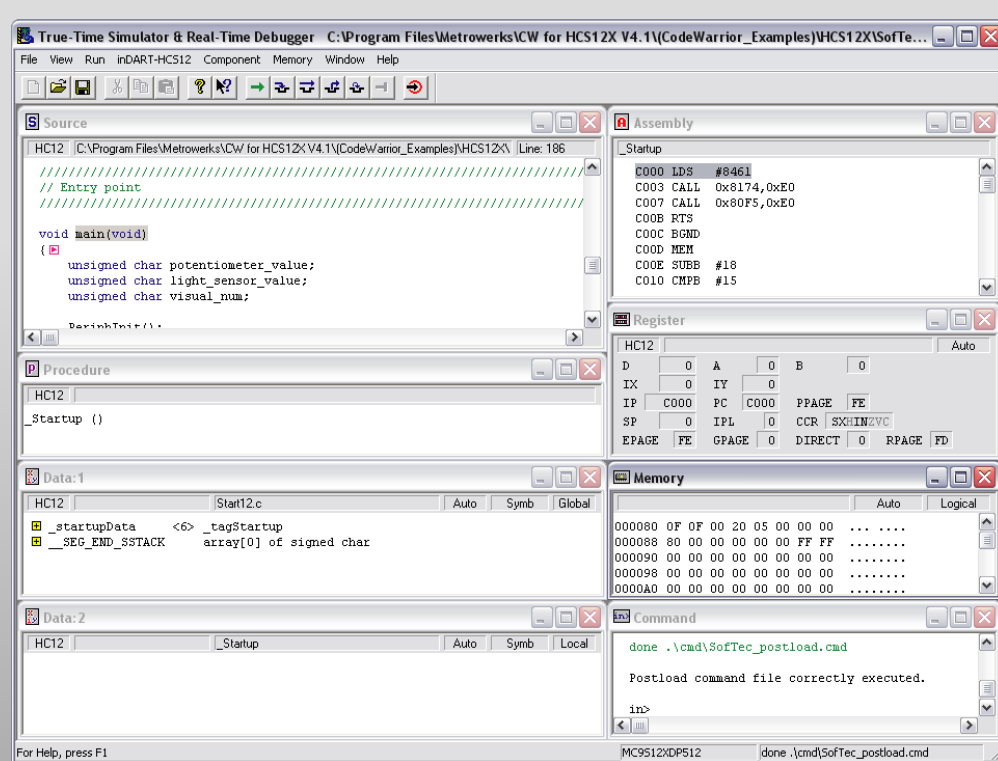 True-Time Simulator & Real-Time Debugger C:\Program Files\Metrowerks\CW for HCS12X V4.1\(CodeWarrior_Examples)\HCS12X\SofTe...
File View Run inDART-HCS12 Component Memory Window Help
Source
HC12 C:\Program Files\Metrowerks\CW for HCS12X V4.1\(CodeWarrior_Examples)\HCS12X\ Line: 186
////////////////////////////////////////////////////////////////////////
// Entry point
////////////////////////////////////////////////////////////////////////
void main(void)
{
unsigned char potentiometer_value;
unsigned char light_sensor_value;
unsigned char visual_num;
PeriphInit();
Assembly
_Startup
C000 LDS #8461
C003 CALL 0x8174,0xE0
C007 CALL 0x80F5,0xE0
C00B RTS
C00C BGND
C00D MEM
C00E SUBB #18
C010 CMPB #15
Register
HC12 Auto
D 0 A 0 B 0
IX 0 IY 0
IP C000 PC C000 PPAGE FE
SP 0 IPL 0 CCR SXHINZVC
EPAGE FE GPAGE 0 DIRECT 0 RPAGE FD
Procedure
HC12
_Startup ()
Data:1
HC12 Start12.c Auto Symb Global
_startupData <6> _tagStartup
__SEG_END_SSTACK array[0] of signed char
Memory
Auto Logical
000080 0F 0F 00 20 05 00 00 00 ... ....
000088 80 00 00 00 00 00 FF FF ........
000090 00 00 00 00 00 00 00 00 ........
000098 00 00 00 00 00 00 00 00 ........
0000A0 00 00 00 00 00 00 00 00 ........
Data:2
HC12 _Startup Auto Symb Local
Command
done .\cmd\SofTec_postload.cmd
Postload command file correctly executed.
in>
For Help, press F1 MC9S12XDP512 done .\cmd\SofTec_postload.cmd